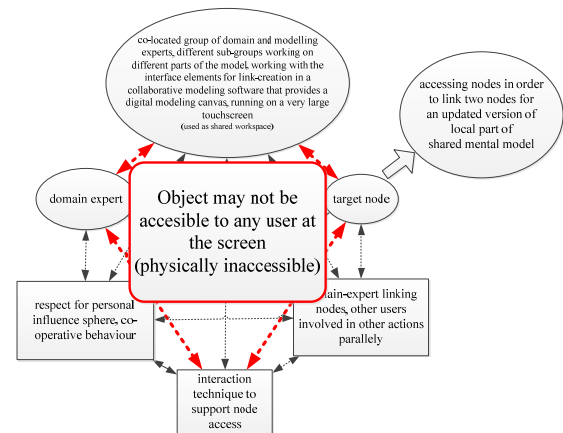 co-located group of domain and modelling
experts, different sub-groups working on
different parts of the model, working with the
interface elements for link-creation in a
collaborative modeling software that provides a
digital modeling canvas, running on a very large
touchscreen
(used as shared workspace)
accessing nodes in order
to link two nodes for
an updated version of
local part of
shared mental model
domain expert
Object may not be
accesible to any user at
the screen
(physically inaccessible)
target node
respect for personal
influence sphere, co-
operative behaviour
ain-expert linking
nodes, other users
involved in other actions
parallely
interaction
technique to
support node
access